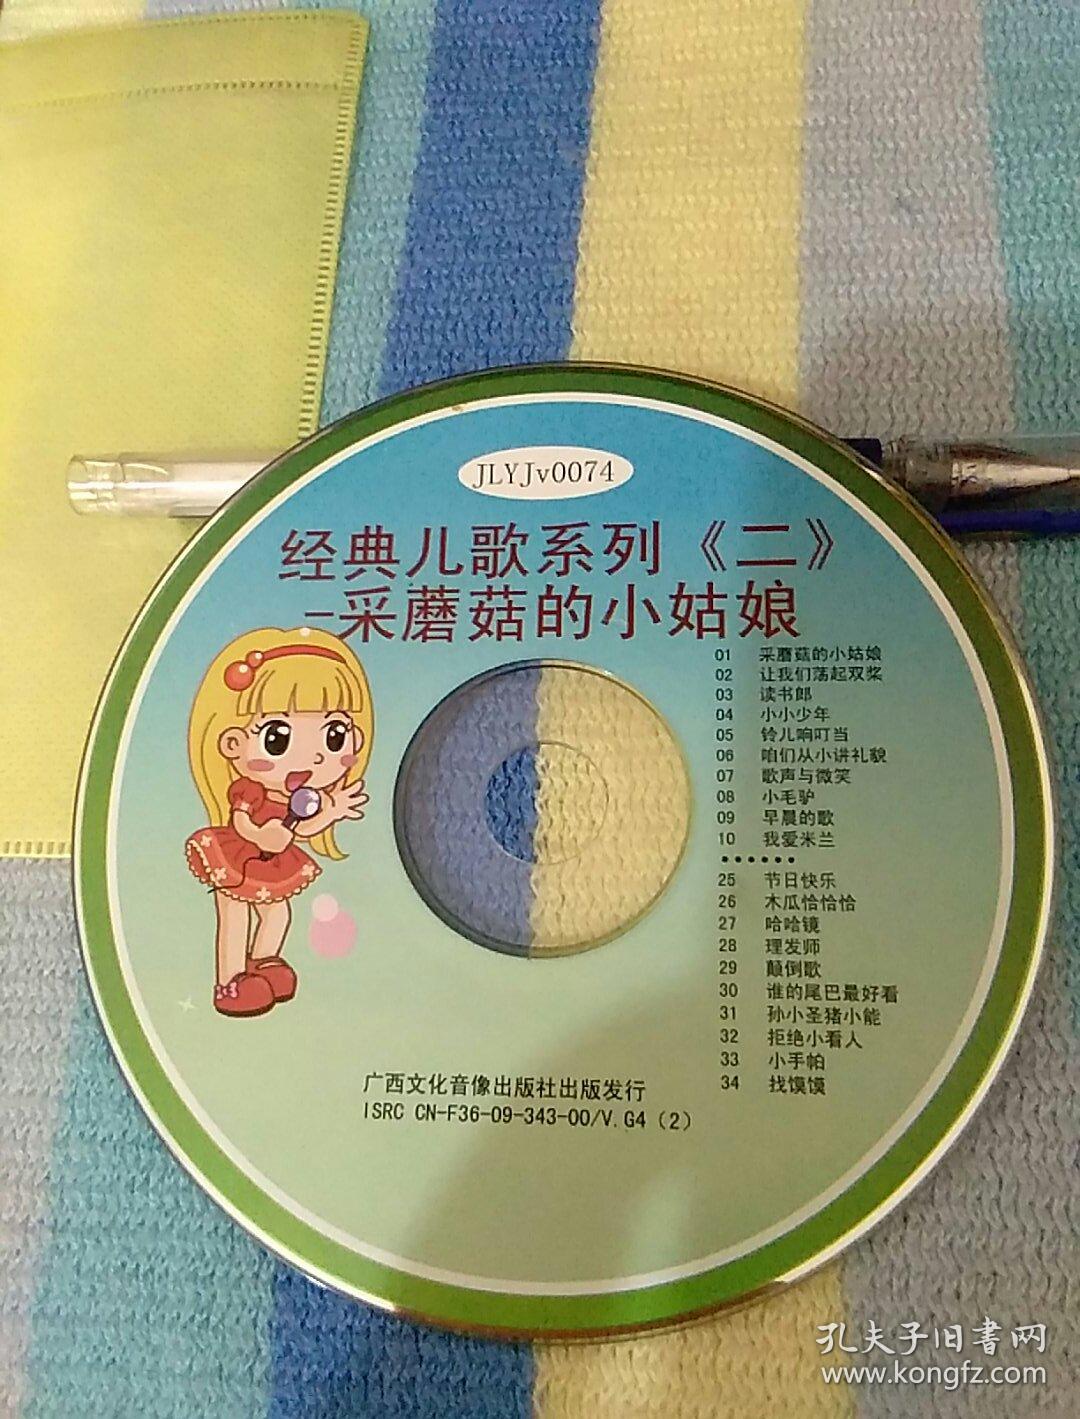 JLYJv0074
经典儿歌系列《二》
-采蘑菇的小姑娘
01 采蘑菇的小姑娘
02 让我们荡起双桨
03 读书郎
04 小小少年
05 铃儿响叮当
06 咱们从小讲礼貌
07 歌声与微笑
08 小毛驴
09 早晨的歌
10 我爱米兰
••••••
25 节日快乐
26 木瓜恰恰恰
27 哈哈镜
28 理发师
29 颠倒歌
30 谁的尾巴最好看
31 孙小圣猪小能
32 拒绝小看人
33 小手帕
34 找馍馍
广西文化音像出版社出版发行
ISRC CN-F36-09-343-00/V.G4（2）
孔夫子旧書网
www.kongfz.com